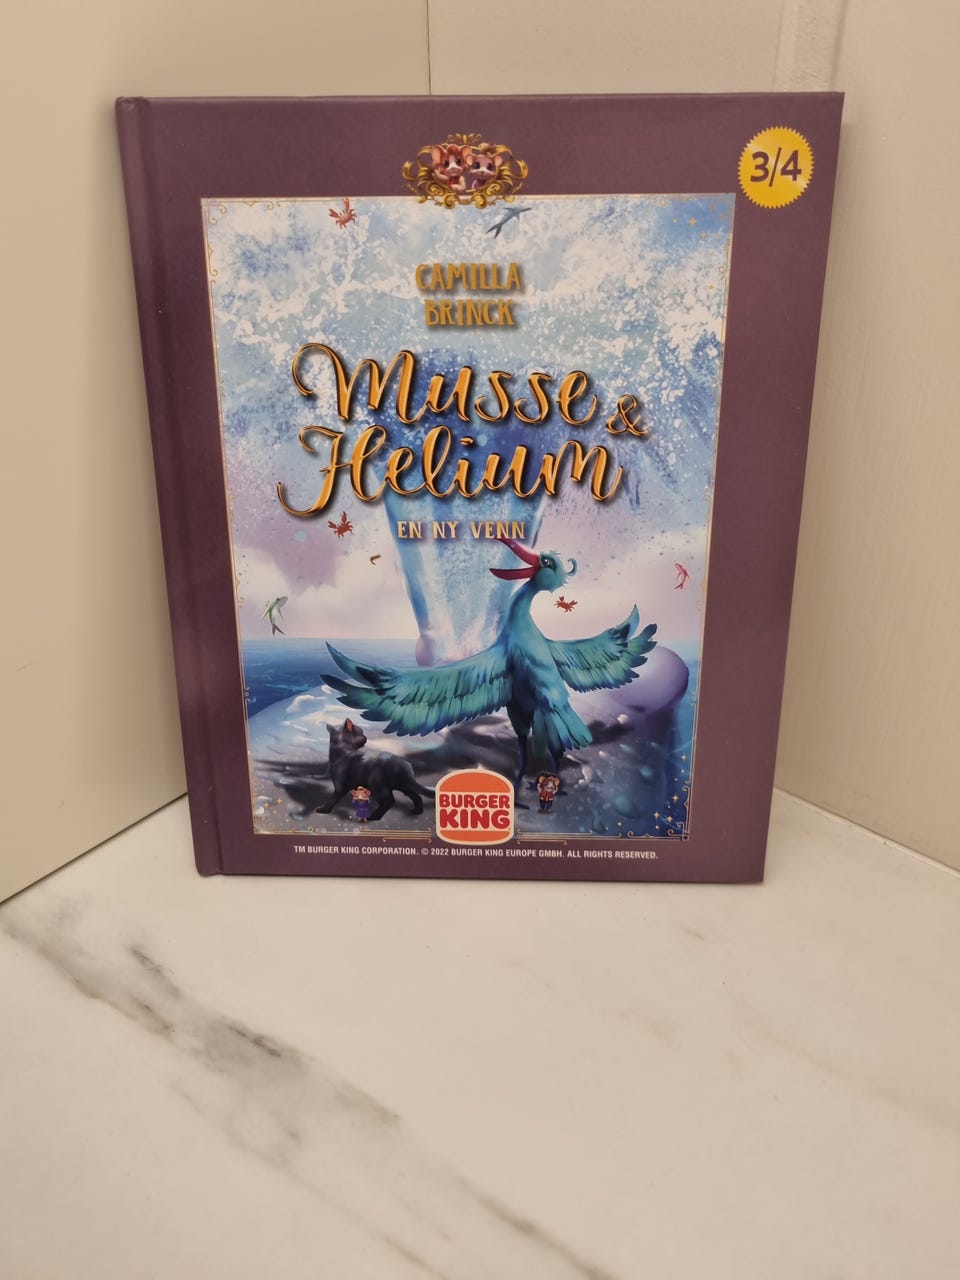 3/4
CAMILLA
BRINCK
Musse &
Helium
EN NY VENN
BURGER
KING
TM BURGER KING CORPORATION. © 2022 BURGER KING EUROPE GMBH. ALL RIGHTS RESERVED.